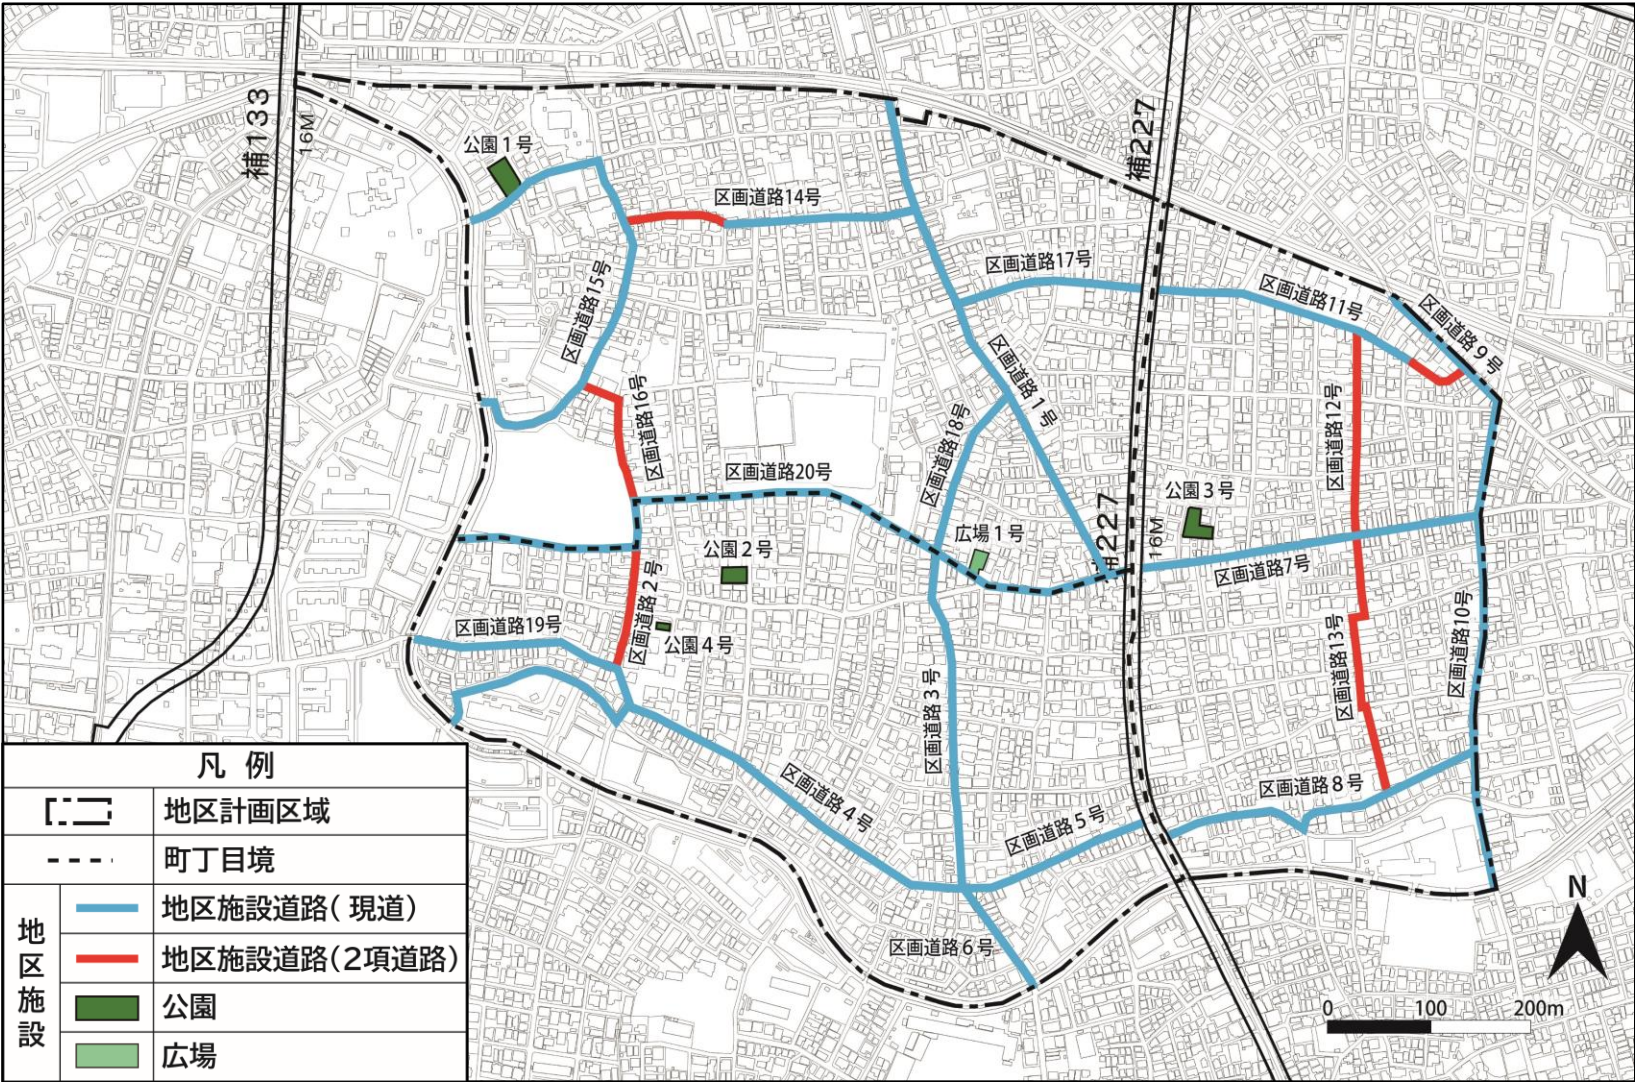 補133
16M
公園1号
区画道路14号
補227
区画道路17号
区画道路11号
区画道路9号
区画道路15号
区画道路1号
区画道路16号
区画道路18号
区画道路12号
区画道路20号
公園3号
補227
16M
広場1号
公園2号
区画道路7号
区画道路2号
区画道路19号
公園4号
区画道路10号
区画道路13号
区画道路3号
区画道路4号
区画道路8号
区画道路5号
区画道路6号
N
0 100 200m
凡例
地区計画区域
町丁目境
地区施設
地区施設道路(現道)
地区施設道路(2項道路)
公園
広場